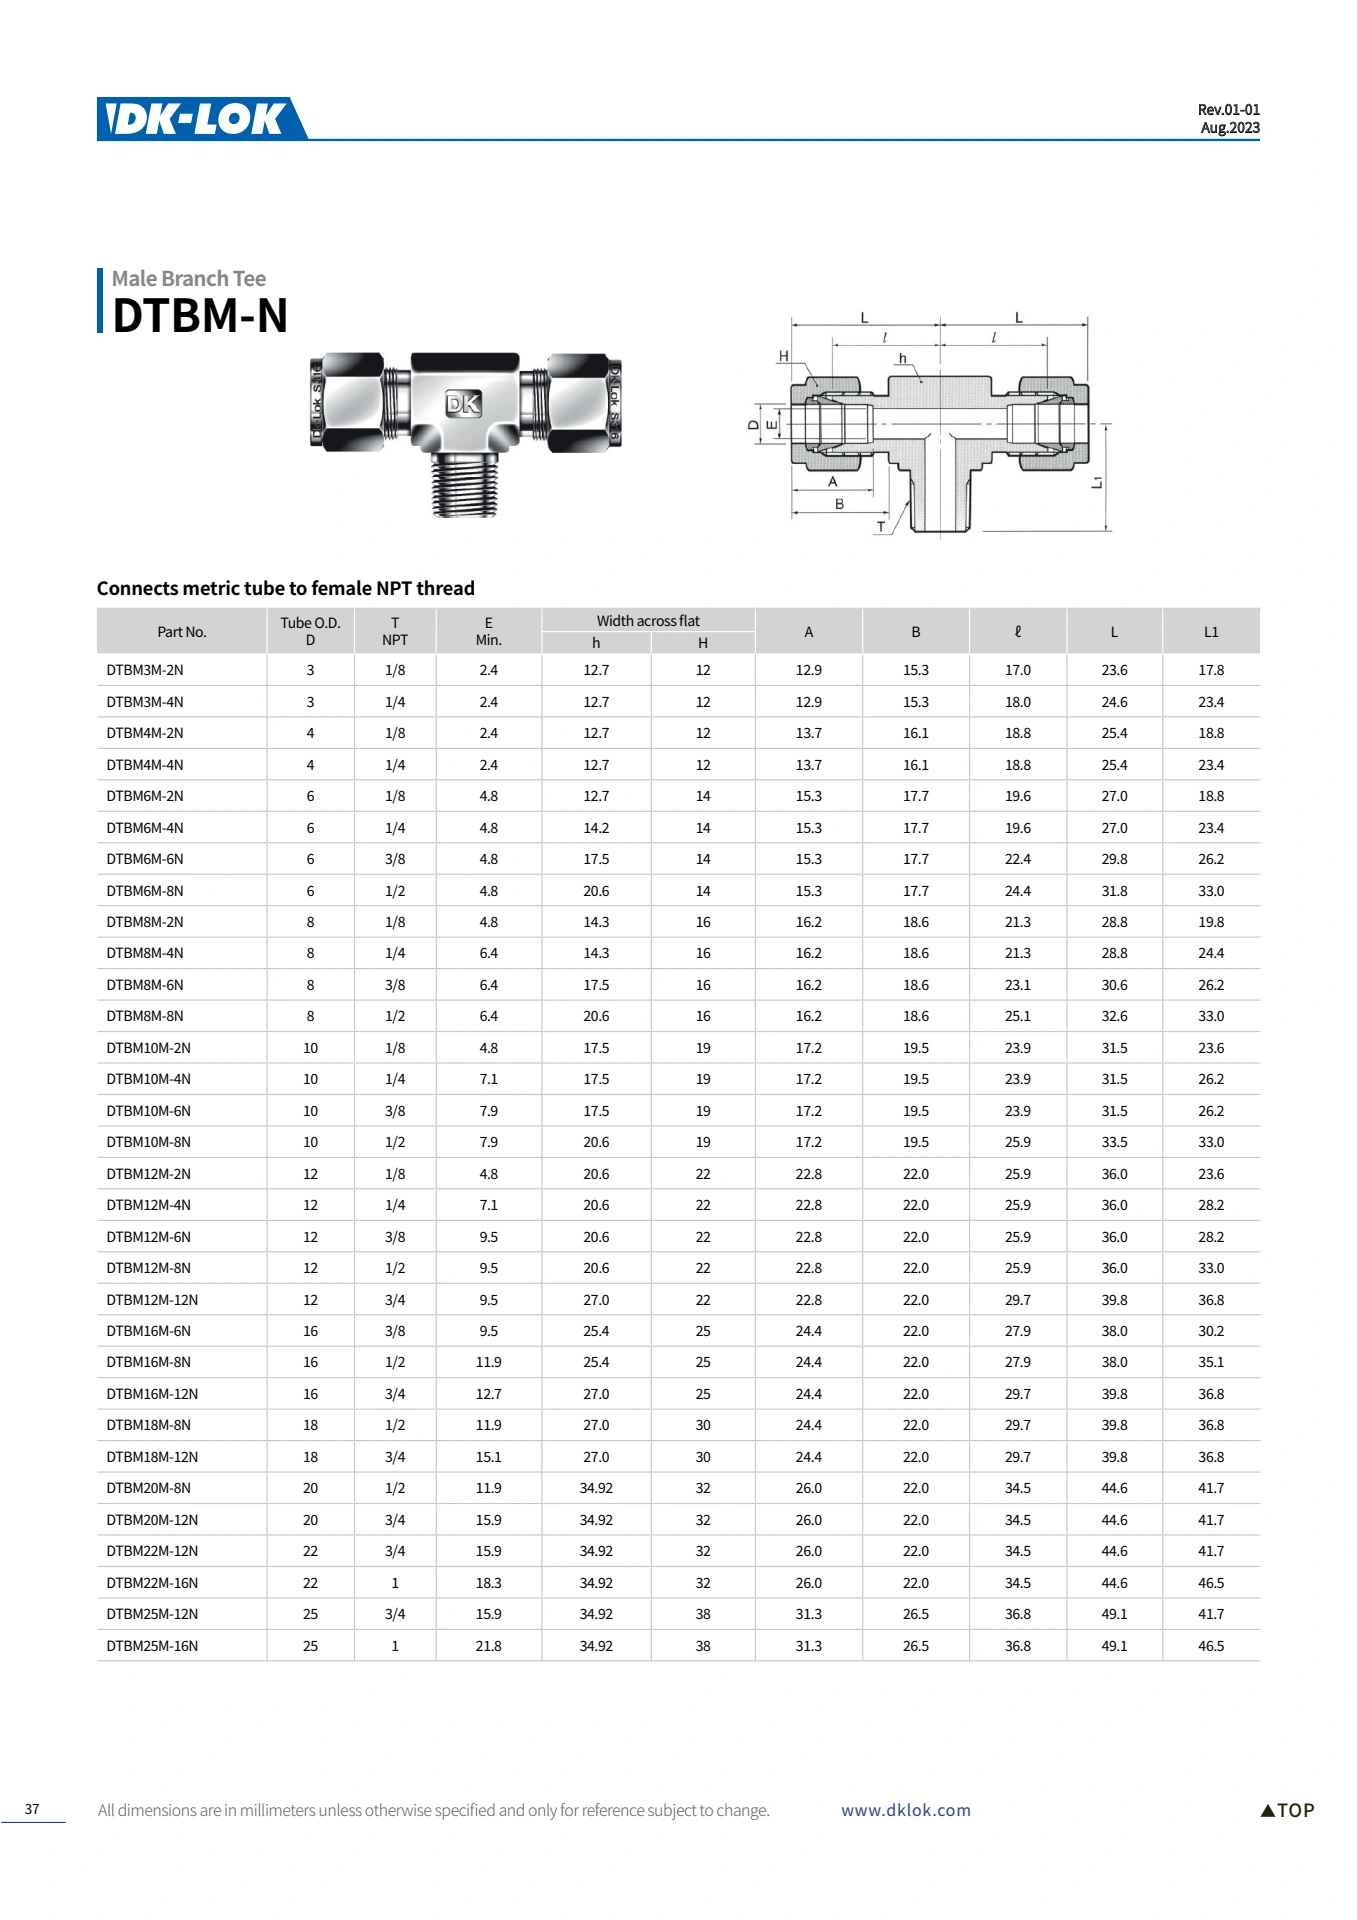 DK-LOK
Rev.01-01
Aug.2023
Male Branch Tee
DTBM-N
DK-Lok S316
DK
DK-Lok S316
L L
l l
H h
D E
A
B
T
L1
Connects metric tube to female NPT thread
Part No. Tube O.D. D T NPT E Min. Width across flat h H A B ℓ L L1
DTBM3M-2N 3 1/8 2.4 12.7 12 12.9 15.3 17.0 23.6 17.8
DTBM3M-4N 3 1/4 2.4 12.7 12 12.9 15.3 18.0 24.6 23.4
DTBM4M-2N 4 1/8 2.4 12.7 12 13.7 16.1 18.8 25.4 18.8
DTBM4M-4N 4 1/4 2.4 12.7 12 13.7 16.1 18.8 25.4 23.4
DTBM6M-2N 6 1/8 4.8 12.7 14 15.3 17.7 19.6 27.0 18.8
DTBM6M-4N 6 1/4 4.8 14.2 14 15.3 17.7 19.6 27.0 23.4
DTBM6M-6N 6 3/8 4.8 17.5 14 15.3 17.7 22.4 29.8 26.2
DTBM6M-8N 6 1/2 4.8 20.6 14 15.3 17.7 24.4 31.8 33.0
DTBM8M-2N 8 1/8 4.8 14.3 16 16.2 18.6 21.3 28.8 19.8
DTBM8M-4N 8 1/4 6.4 14.3 16 16.2 18.6 21.3 28.8 24.4
DTBM8M-6N 8 3/8 6.4 17.5 16 16.2 18.6 23.1 30.6 26.2
DTBM8M-8N 8 1/2 6.4 20.6 16 16.2 18.6 25.1 32.6 33.0
DTBM10M-2N 10 1/8 4.8 17.5 19 17.2 19.5 23.9 31.5 23.6
DTBM10M-4N 10 1/4 7.1 17.5 19 17.2 19.5 23.9 31.5 26.2
DTBM10M-6N 10 3/8 7.9 17.5 19 17.2 19.5 23.9 31.5 26.2
DTBM10M-8N 10 1/2 7.9 20.6 19 17.2 19.5 25.9 33.5 33.0
DTBM12M-2N 12 1/8 4.8 20.6 22 22.8 22.0 25.9 36.0 23.6
DTBM12M-4N 12 1/4 7.1 20.6 22 22.8 22.0 25.9 36.0 28.2
DTBM12M-6N 12 3/8 9.5 20.6 22 22.8 22.0 25.9 36.0 28.2
DTBM12M-8N 12 1/2 9.5 20.6 22 22.8 22.0 25.9 36.0 33.0
DTBM12M-12N 12 3/4 9.5 27.0 22 22.8 22.0 29.7 39.8 36.8
DTBM16M-6N 16 3/8 9.5 25.4 25 24.4 22.0 27.9 38.0 30.2
DTBM16M-8N 16 1/2 11.9 25.4 25 24.4 22.0 27.9 38.0 35.1
DTBM16M-12N 16 3/4 12.7 27.0 25 24.4 22.0 29.7 39.8 36.8
DTBM18M-8N 18 1/2 11.9 27.0 30 24.4 22.0 29.7 39.8 36.8
DTBM18M-12N 18 3/4 15.1 27.0 30 24.4 22.0 29.7 39.8 36.8
DTBM20M-8N 20 1/2 11.9 34.92 32 26.0 22.0 34.5 44.6 41.7
DTBM20M-12N 20 3/4 15.9 34.92 32 26.0 22.0 34.5 44.6 41.7
DTBM22M-12N 22 3/4 15.9 34.92 32 26.0 22.0 34.5 44.6 41.7
DTBM22M-16N 22 1 18.3 34.92 32 26.0 22.0 34.5 44.6 46.5
DTBM25M-12N 25 3/4 15.9 34.92 38 31.3 26.5 36.8 49.1 41.7
DTBM25M-16N 25 1 21.8 34.92 38 31.3 26.5 36.8 49.1 46.5
37 All dimensions are in millimeters unless otherwise specified and only for reference subject to change. www.dklok.com ▲TOP